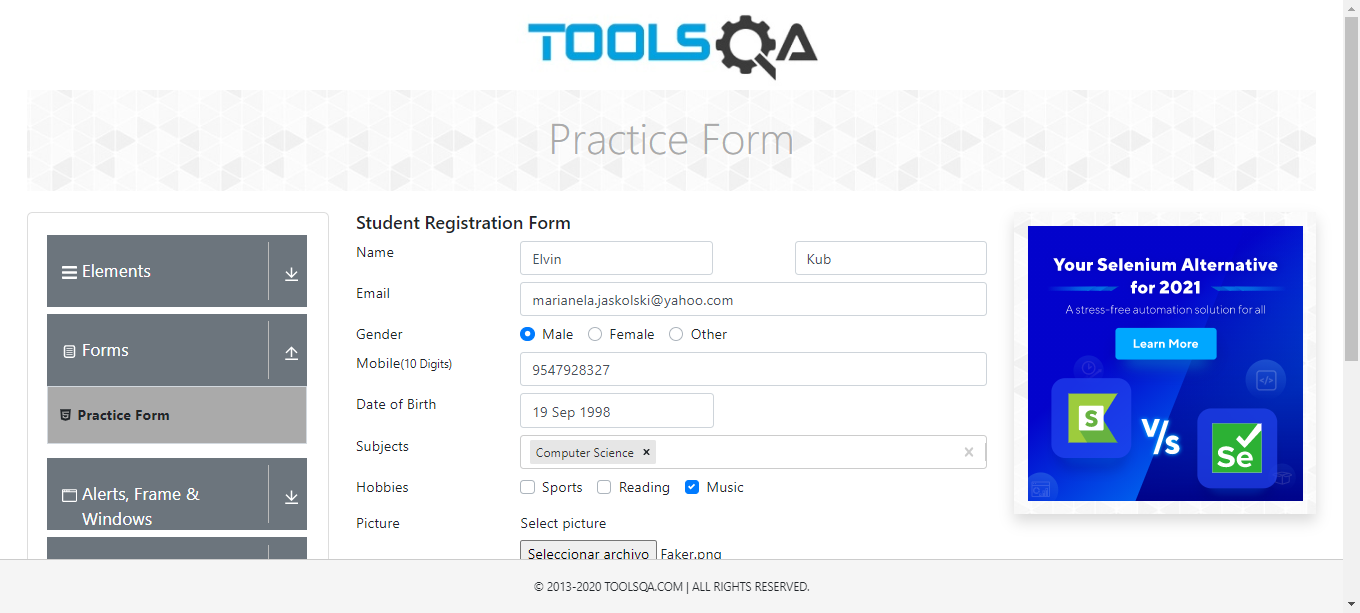 TOOLSQA
Practice Form
Elements
Forms
Practice Form
Alerts, Frame &
Windows
Student Registration Form
Name
Elvin
Kub
Email
marianela.jaskolski@yahoo.com
Gender
Male
Female
Other
Mobile(10 Digits)
9547928327
Date of Birth
19 Sep 1998
Subjects
Computer Science
Hobbies
Sports
Reading
Music
Picture
Select picture
Seleccionar archivo
Faker.png
Your Selenium Alternative
for 2021
A stress-free automation solution for all
Learn More
S
V/s
Se
© 2013-2020 TOOLSQA.COM | ALL RIGHTS RESERVED.